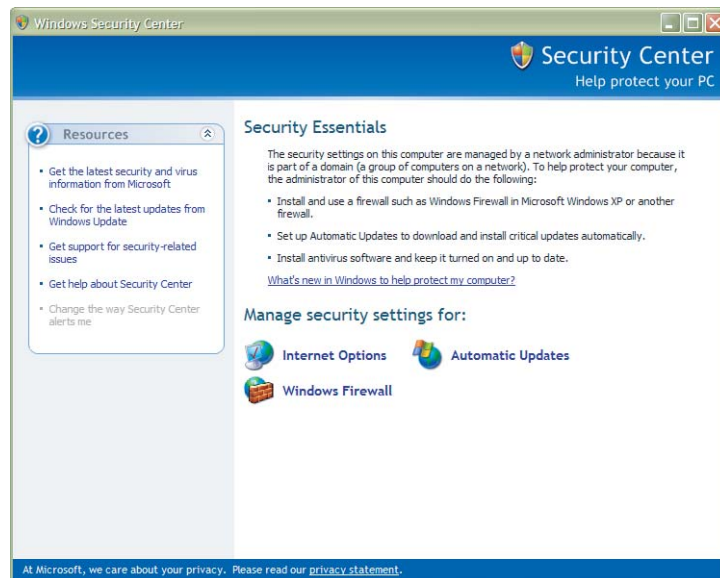 Windows Security Center
Security Center
Help protect your PC
Resources
Get the latest security and virus
information from Microsoft
Check for the latest updates from
Windows Update
Get support for security-related
issues
Get help about Security Center
Change the way Security Center
alerts me
Security Essentials
The security settings on this computer are managed by a network administrator because it
is part of a domain (a group of computers on a network). To help protect your computer,
the administrator of this computer should do the following:
Install and use a firewall such as Windows Firewall in Microsoft Windows XP or another
firewall.
Set up Automatic Updates to download and install critical updates automatically.
Install antivirus software and keep it turned on and up to date.
What's new in Windows to help protect my computer?
Manage security settings for:
Internet Options
Automatic Updates
Windows Firewall
At Microsoft, we care about your privacy. Please read our privacy statement.